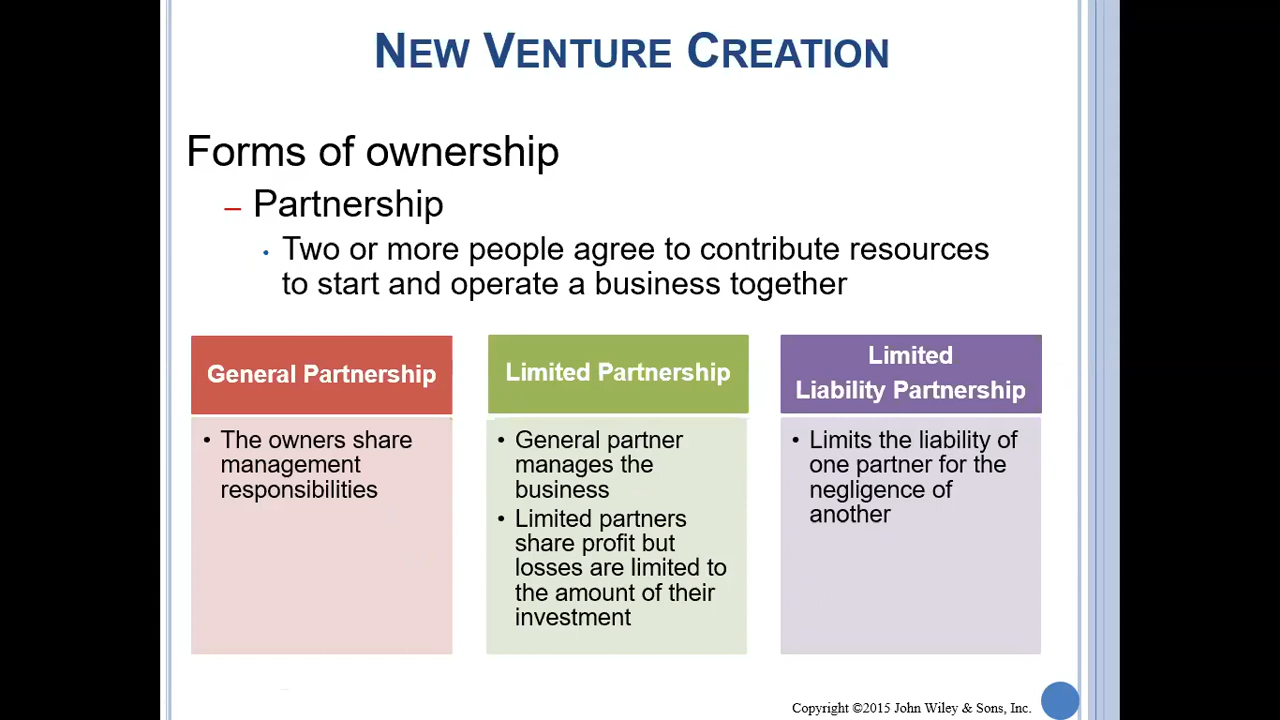 NEW VENTURE CREATION
Forms of ownership
– Partnership
• Two or more people agree to contribute resources
to start and operate a business together
General Partnership
• The owners share
management
responsibilities
Limited Partnership
• General partner
manages the
business
• Limited partners
share profit but
losses are limited to
the amount of their
investment
Limited
Liability Partnership
• Limits the liability of
one partner for the
negligence of
another
Copyright ©2015 John Wiley & Sons, Inc.